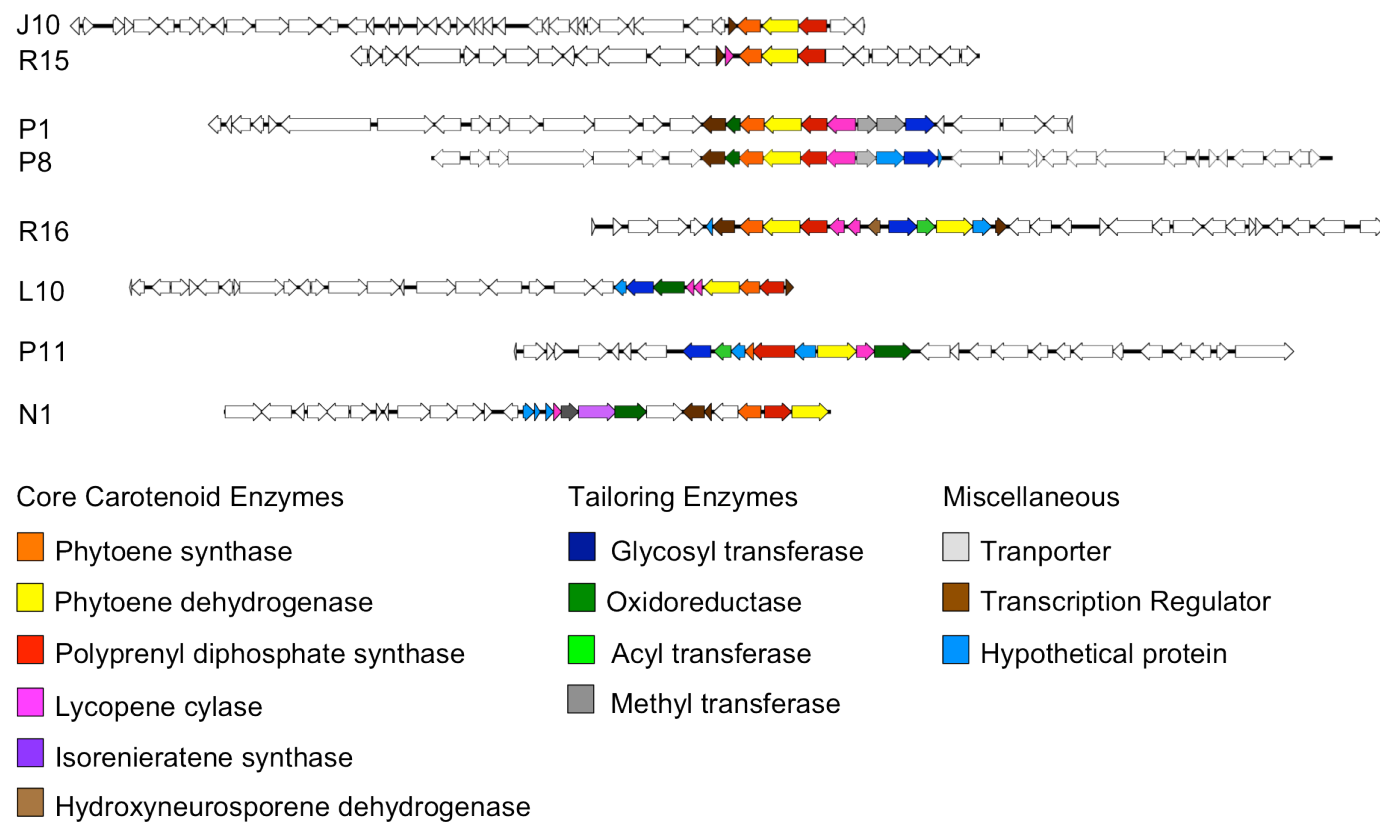 J10
R15
P1
P8
R16
L10
P11
N1
Core Carotenoid Enzymes
Phytoene synthase
Phytoene dehydrogenase
Polyprenyl diphosphate synthase
Lycopene cylase
Isorenieratene synthase
Hydroxyneurosporene dehydrogenase
Tailoring Enzymes
Glycosyl transferase
Oxidoreductase
Acyl transferase
Methyl transferase
Miscellaneous
Tranporter
Transcription Regulator
Hypothetical protein